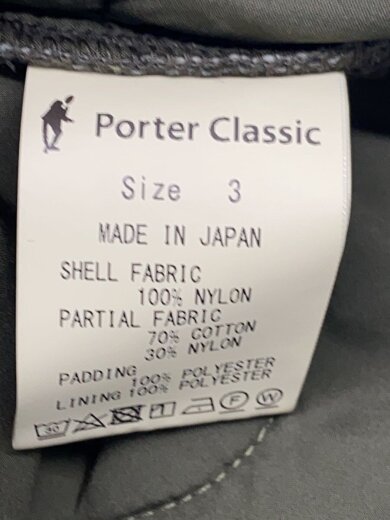 Porter Classic
Size 3
MADE IN JAPAN
SHELL FABRIC
100% NYLON
PARTIAL FABRIC
70% COTTON
30% NYLON
PADDING
100% POLYESTER
LINING 100% POLYESTER
F W